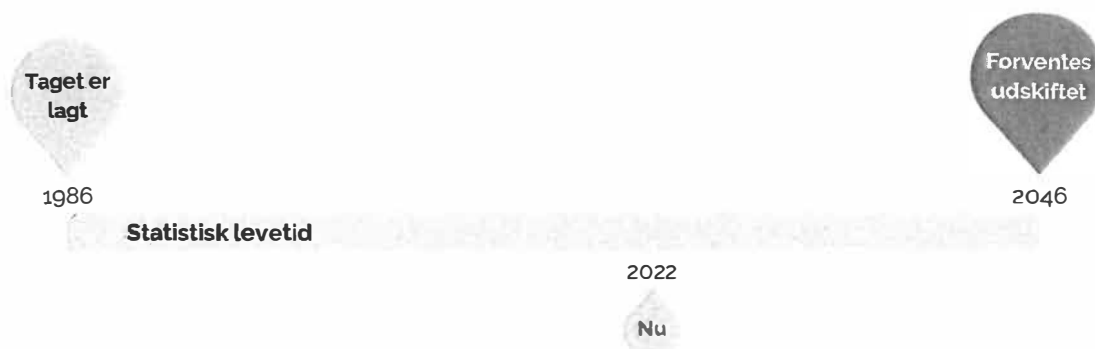 Taget er
lagt
Forventes
udskiftet
1986
2046
Statistisk levetid
2022
Nu